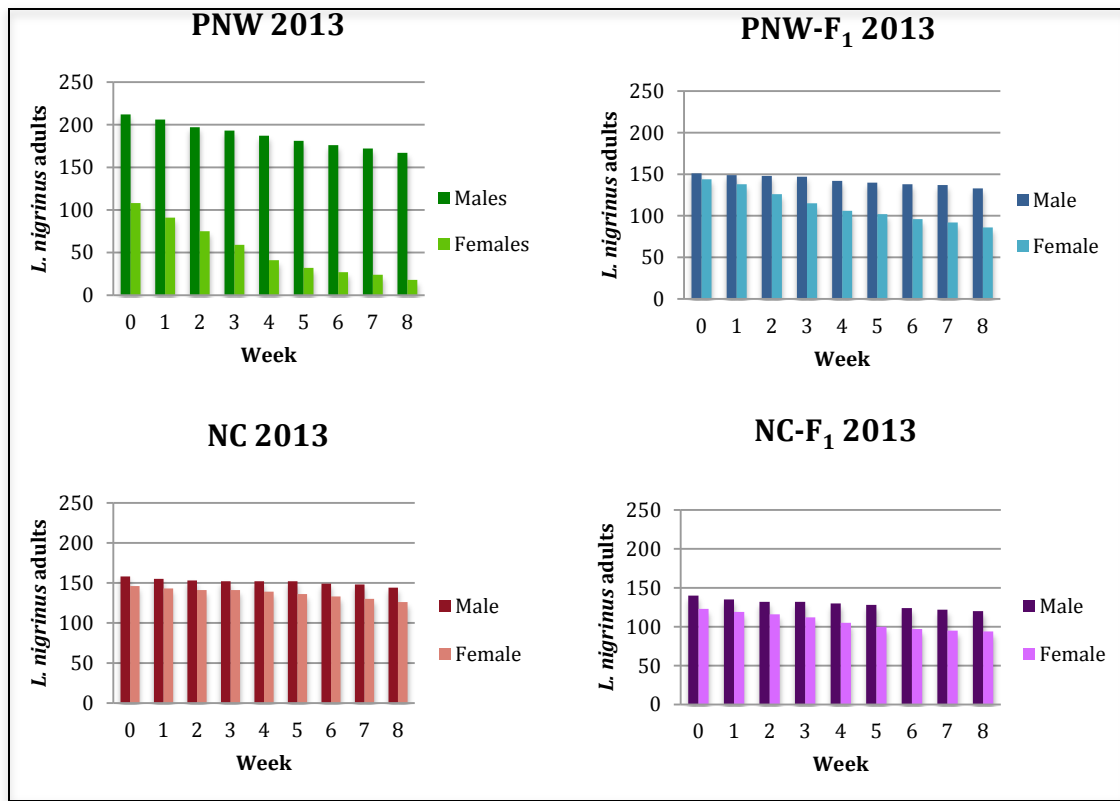 PNW 2013
250
200
150
100
50
0
L. nigrinus adults
0 1 2 3 4 5 6 7 8
Week
Males
Females
PNW-F₁ 2013
250
200
150
100
50
0
L. nigrinus adults
0 1 2 3 4 5 6 7 8
Week
Male
Female
NC 2013
250
200
150
100
50
0
L. nigrinus adults
0 1 2 3 4 5 6 7 8
Week
Male
Female
NC-F₁ 2013
250
200
150
100
50
0
L. nigrinus adults
0 1 2 3 4 5 6 7 8
Week
Male
Female